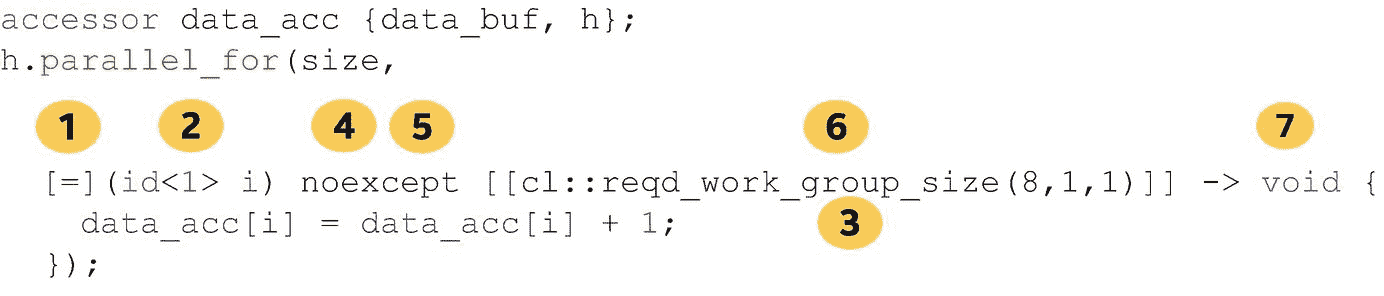 accessor data_acc {data_buf, h};
h.parallel_for(size,
1 2 4 5 6 7
[=](id<1> i) noexcept [[cl::reqd_work_group_size(8,1,1)]] -> void {
3
data_acc[i] = data_acc[i] + 1;
});